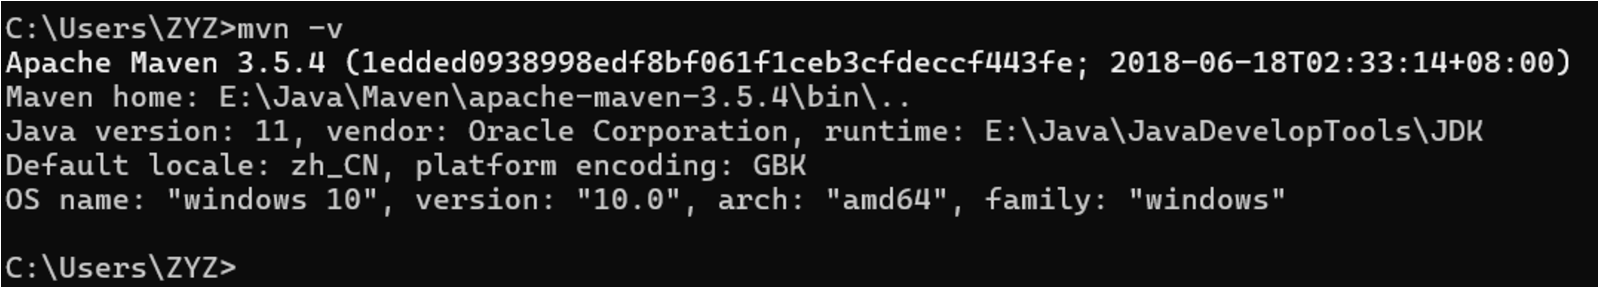 C:\Users\ZYZ>mvn -v
Apache Maven 3.5.4 (1edded0938998edf8bf061f1ceb3cfdeccf443fe; 2018-06-18T02:33:14+08:00)
Maven home: E:\Java\Maven\apache-maven-3.5.4\bin\..
Java version: 11, vendor: Oracle Corporation, runtime: E:\Java\JavaDevelopTools\JDK
Default locale: zh_CN, platform encoding: GBK
OS name: "windows 10", version: "10.0", arch: "amd64", family: "windows"
C:\Users\ZYZ>